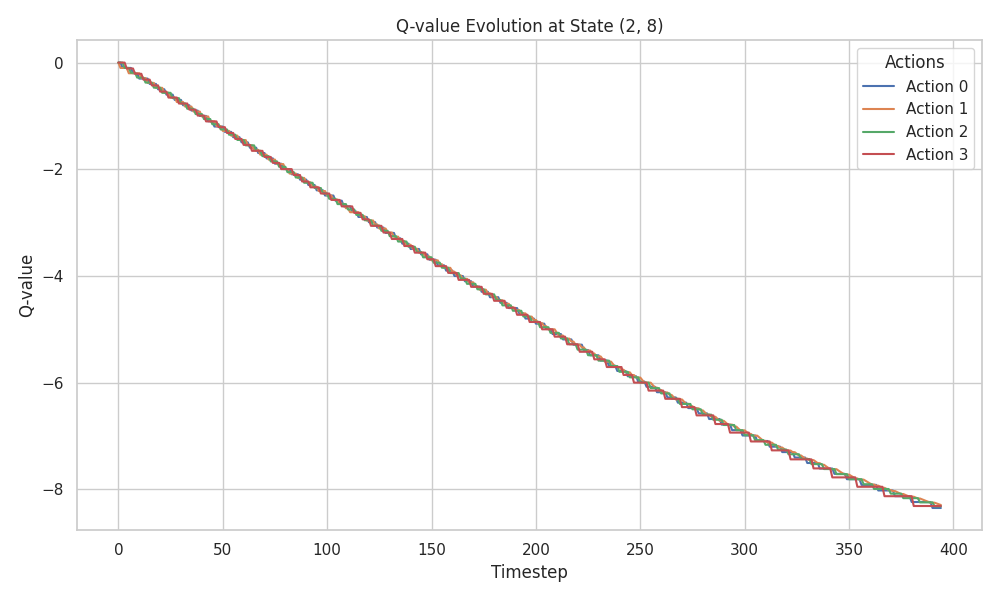 Q-value Evolution at State (2, 8)
Q-value
0
−2
−4
−6
−8
0
50
100
150
200
250
300
350
400
Timestep
Actions
Action 0
Action 1
Action 2
Action 3